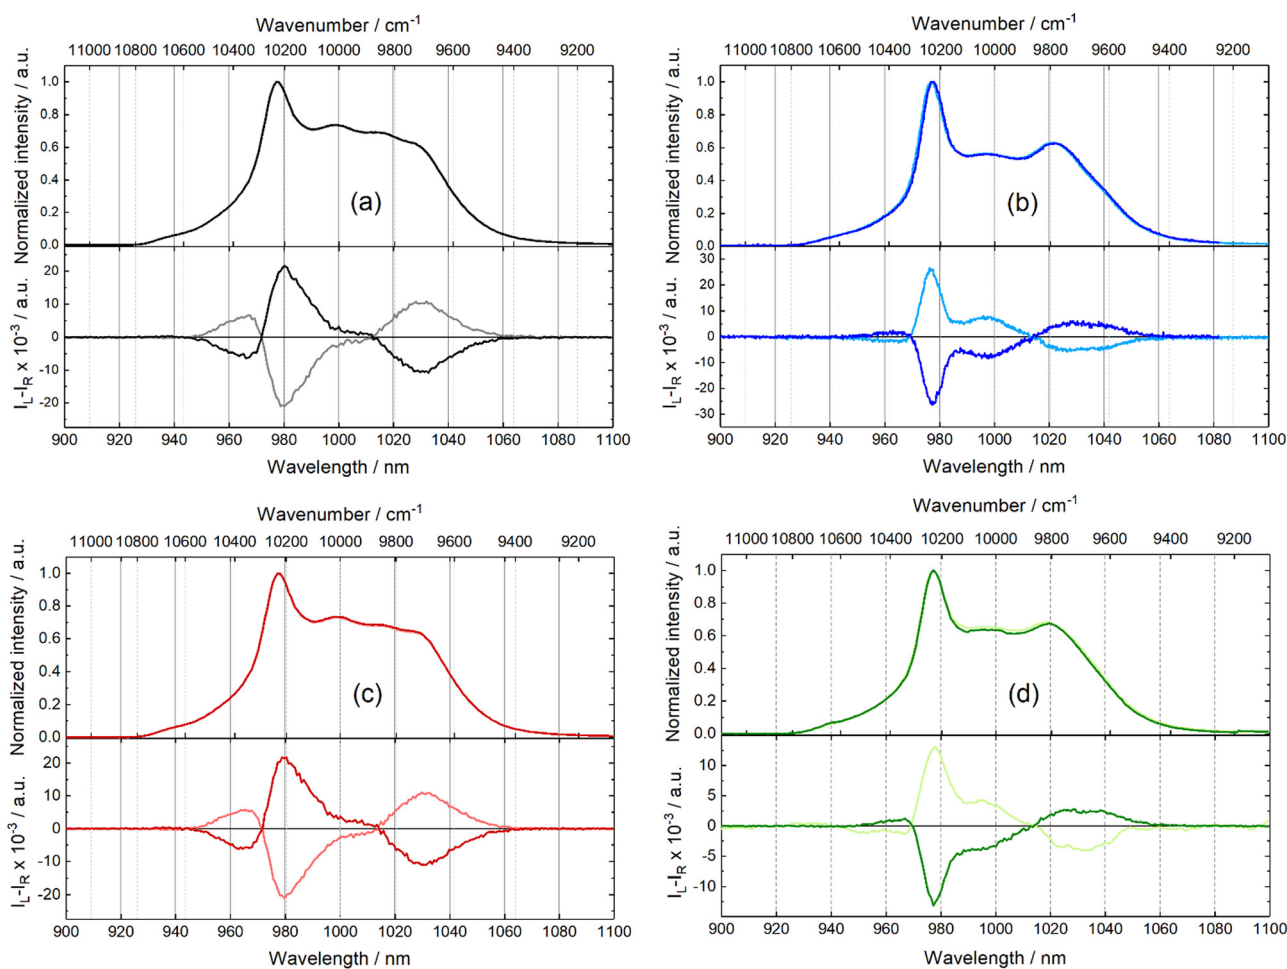 Wavenumber / cm-1
11000 10800 10600 10400 10200 10000 9800 9600 9400 9200
Normalized intensity / a.u.
1.0
0.8
0.6
0.4
0.2
0.0
(a)
IL-IR x 10-3 / a.u.
20
10
0
-10
-20
900 920 940 960 980 1000 1020 1040 1060 1080 1100
Wavelength / nm
Wavenumber / cm-1
11000 10800 10600 10400 10200 10000 9800 9600 9400 9200
Normalized intensity / a.u.
1.0
0.8
0.6
0.4
0.2
0.0
(b)
IL-IR x 10-3 / a.u.
30
20
10
0
-10
-20
-30
900 920 940 960 980 1000 1020 1040 1060 1080 1100
Wavelength / nm
Wavenumber / cm-1
11000 10800 10600 10400 10200 10000 9800 9600 9400 9200
Normalized intensity / a.u.
1.0
0.8
0.6
0.4
0.2
0.0
(c)
IL-IR x 10-3 / a.u.
20
10
0
-10
-20
900 920 940 960 980 1000 1020 1040 1060 1080 1100
Wavelength / nm
Wavenumber / cm-1
11000 10800 10600 10400 10200 10000 9800 9600 9400 9200
Normalized intensity / a.u.
1.0
0.8
0.6
0.4
0.2
0.0
(d)
IL-IR x 10-3 / a.u.
10
5
0
-5
-10
900 920 940 960 980 1000 1020 1040 1060 1080 1100
Wavelength / nm